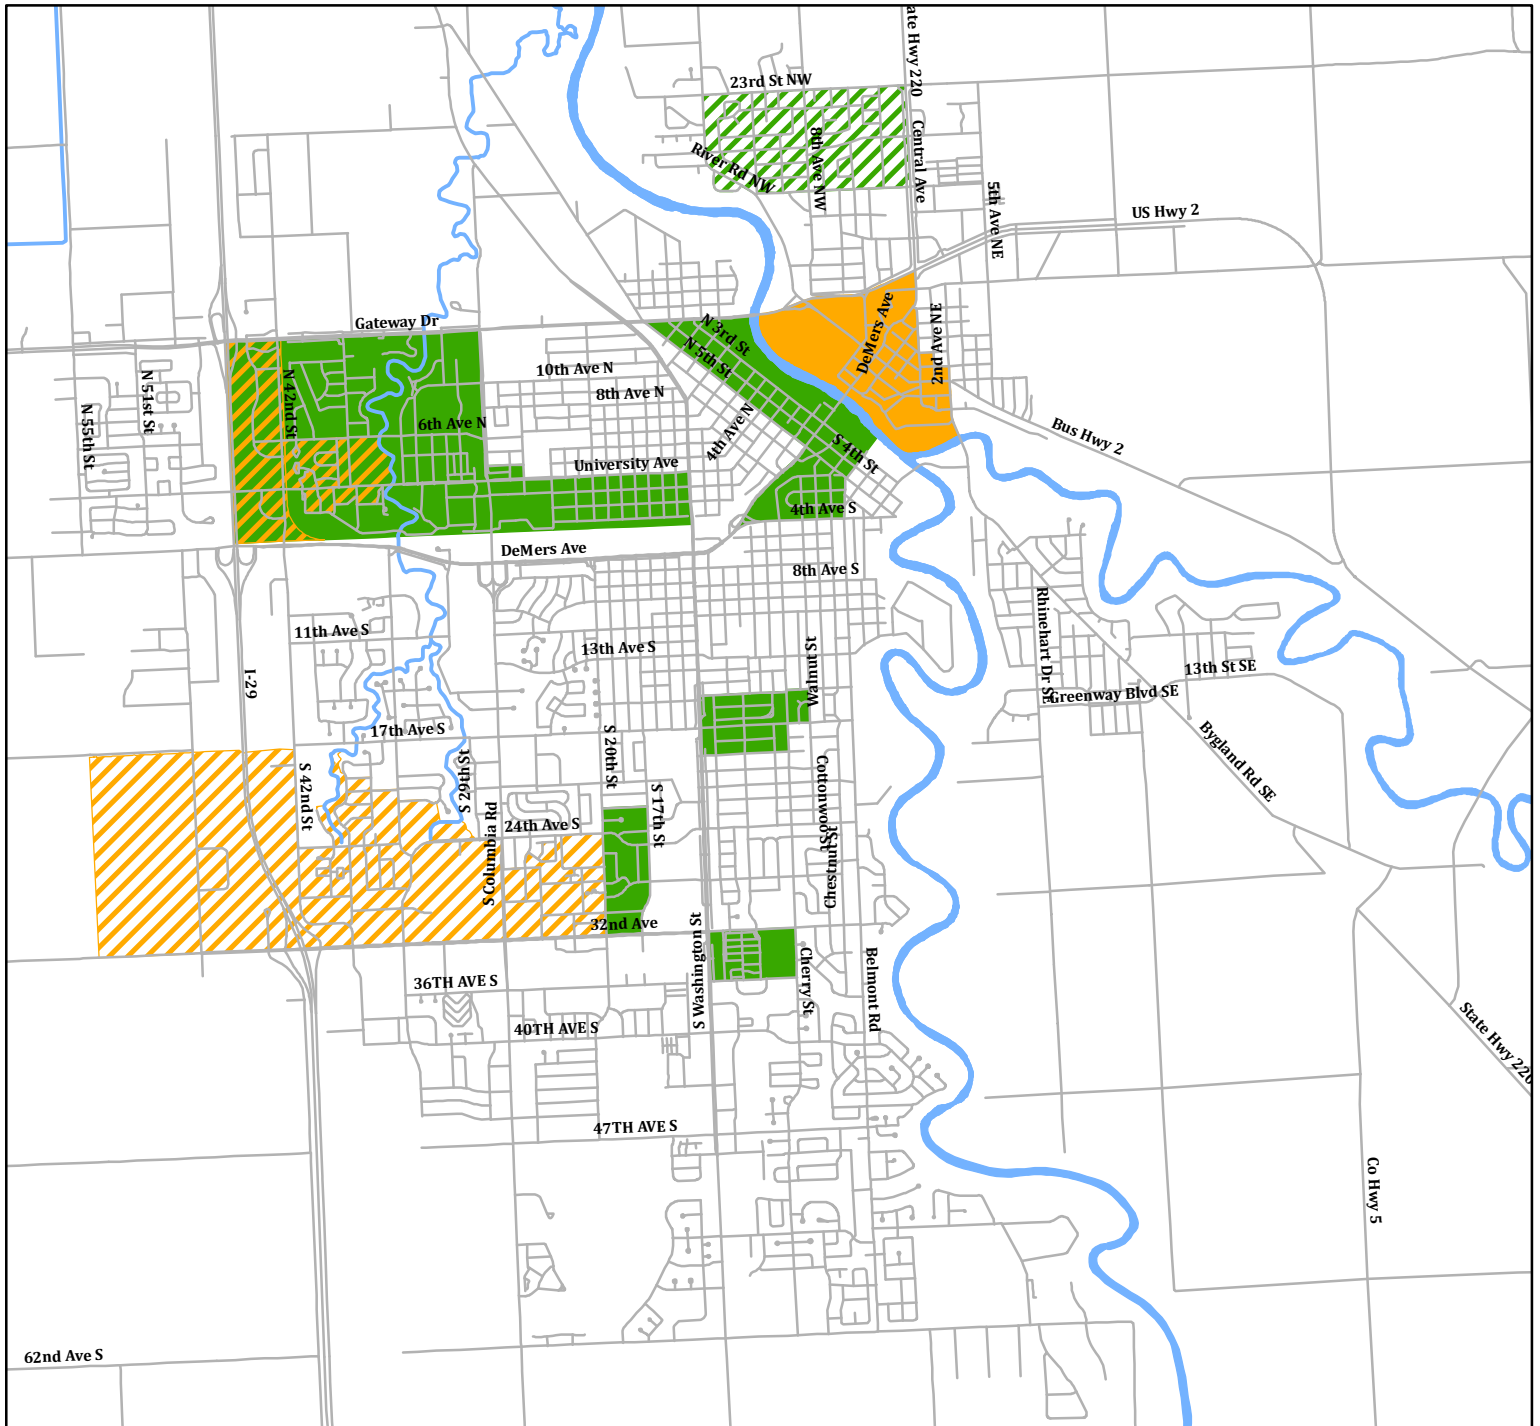 ate Hwy 220
23rd St NW
8th Ave NW
Central Ave
River Rd NW
5th Ave NE
US Hwy 2
Gateway Dr
N 3rd St
N 5th St
DeMers Ave
2nd Ave NE
10th Ave N
8th Ave N
N 42nd St
N 51st St
N 55th St
6th Ave N
4th Ave N
Bus Hwy 2
University Ave
S 4th St
4th Ave S
DeMers Ave
8th Ave S
Rhinehart Dr SE
11th Ave S
13th Ave S
Walnut St
13th St SE
Greenway Blvd SE
I-29
17th Ave S
S 20th St
S 29th St
Bygland Rd SE
S 42nd St
S 17th St
Cottonwood St
S Columbia Rd
24th Ave S
Chestnut St
32nd Ave
S Washington St
Cherry St
Belmont Rd
36TH AVE S
40TH AVE S
State Hwy 220
47TH AVE S
Co Hwy 5
62nd Ave S